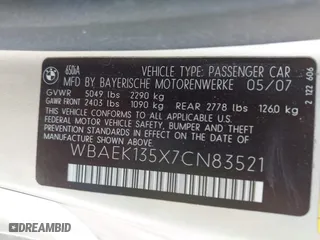 BMW
650iA
VEHICLE TYPE: PASSENGER CAR
MFD BY BAYERISCHE MOTORENWERKE 05/07
GVWR 5049 lbs 2290 kg
GAWR FRONT 2403 lbs 1090 kg REAR 2778 lbs 1260 kg
THIS VEHICLE CONFORMS TO ALL APPLICABLE
FEDERAL MOTOR VEHICLE SAFETY, BUMPER, AND
THEFT PREVENTION STANDARDS IN EFFECT ON THE
DATE OF MANUFACTURE SHOWN ABOVE.
WBAEK135X7CN83521
2 122 606
DREAMBID